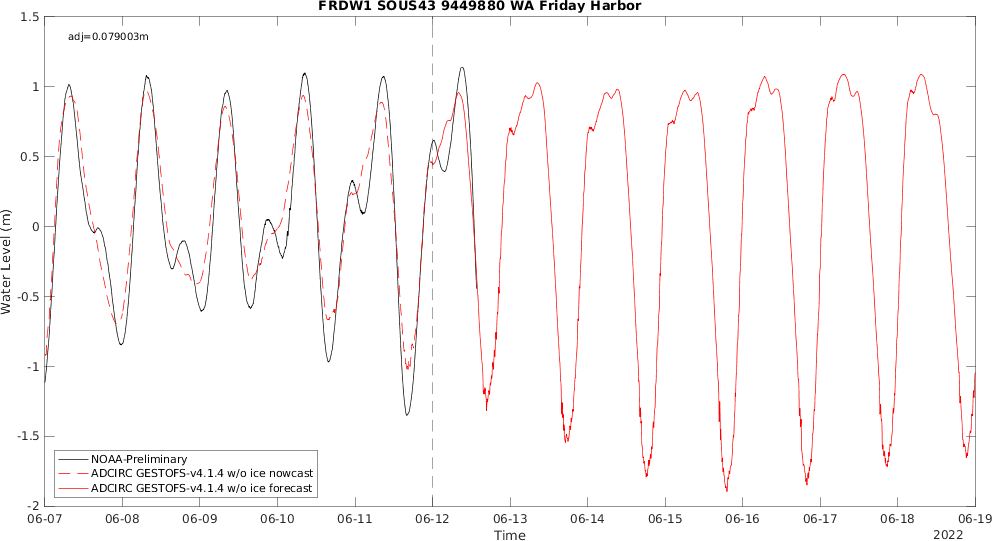 FRDW1 SOUS43 9449880 WA Friday Harbor
adj=0.079003m
1.5
1
0.5
0
-0.5
-1
-1.5
-2
Water Level (m)
NOAA-Preliminary
ADCIRC GESTOFS-v4.1.4 w/o ice nowcast
ADCIRC GESTOFS-v4.1.4 w/o ice forecast
06-07 06-08 06-09 06-10 06-11 06-12 06-13 06-14 06-15 06-16 06-17 06-18 06-19
Time
2022